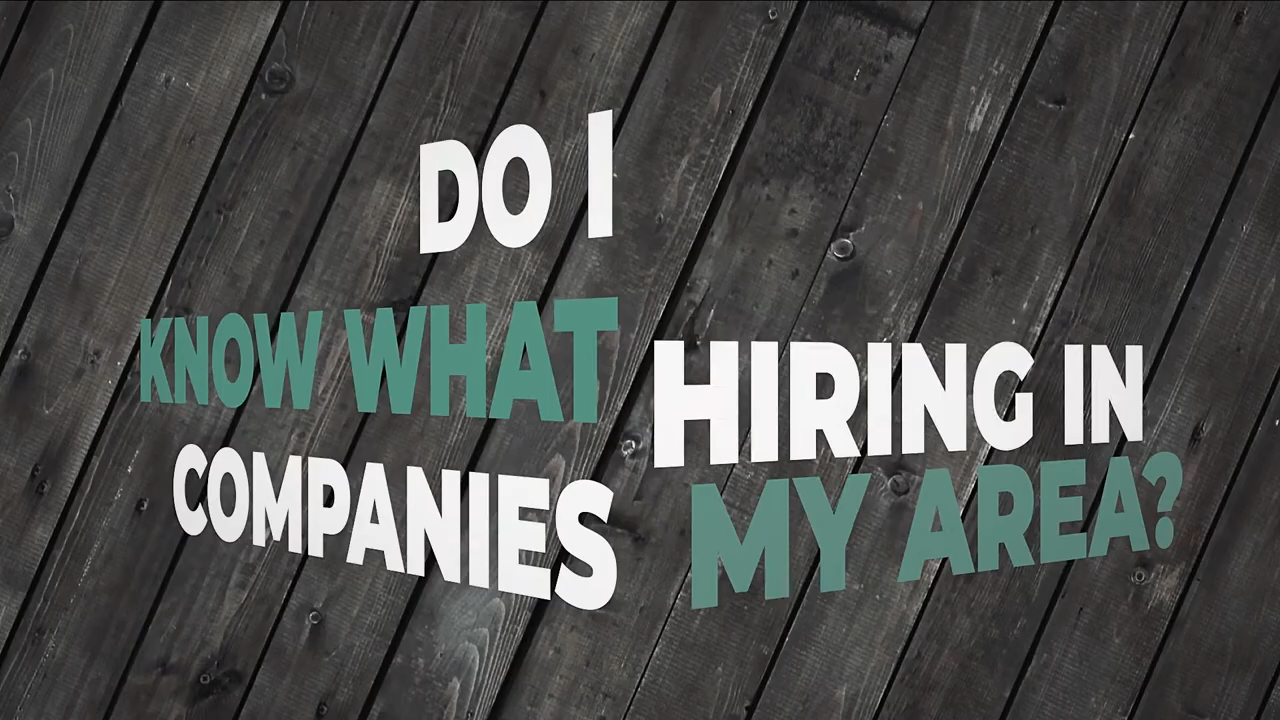 DO I
KNOW WHAT
COMPANIES
HIRING IN
MY AREA?